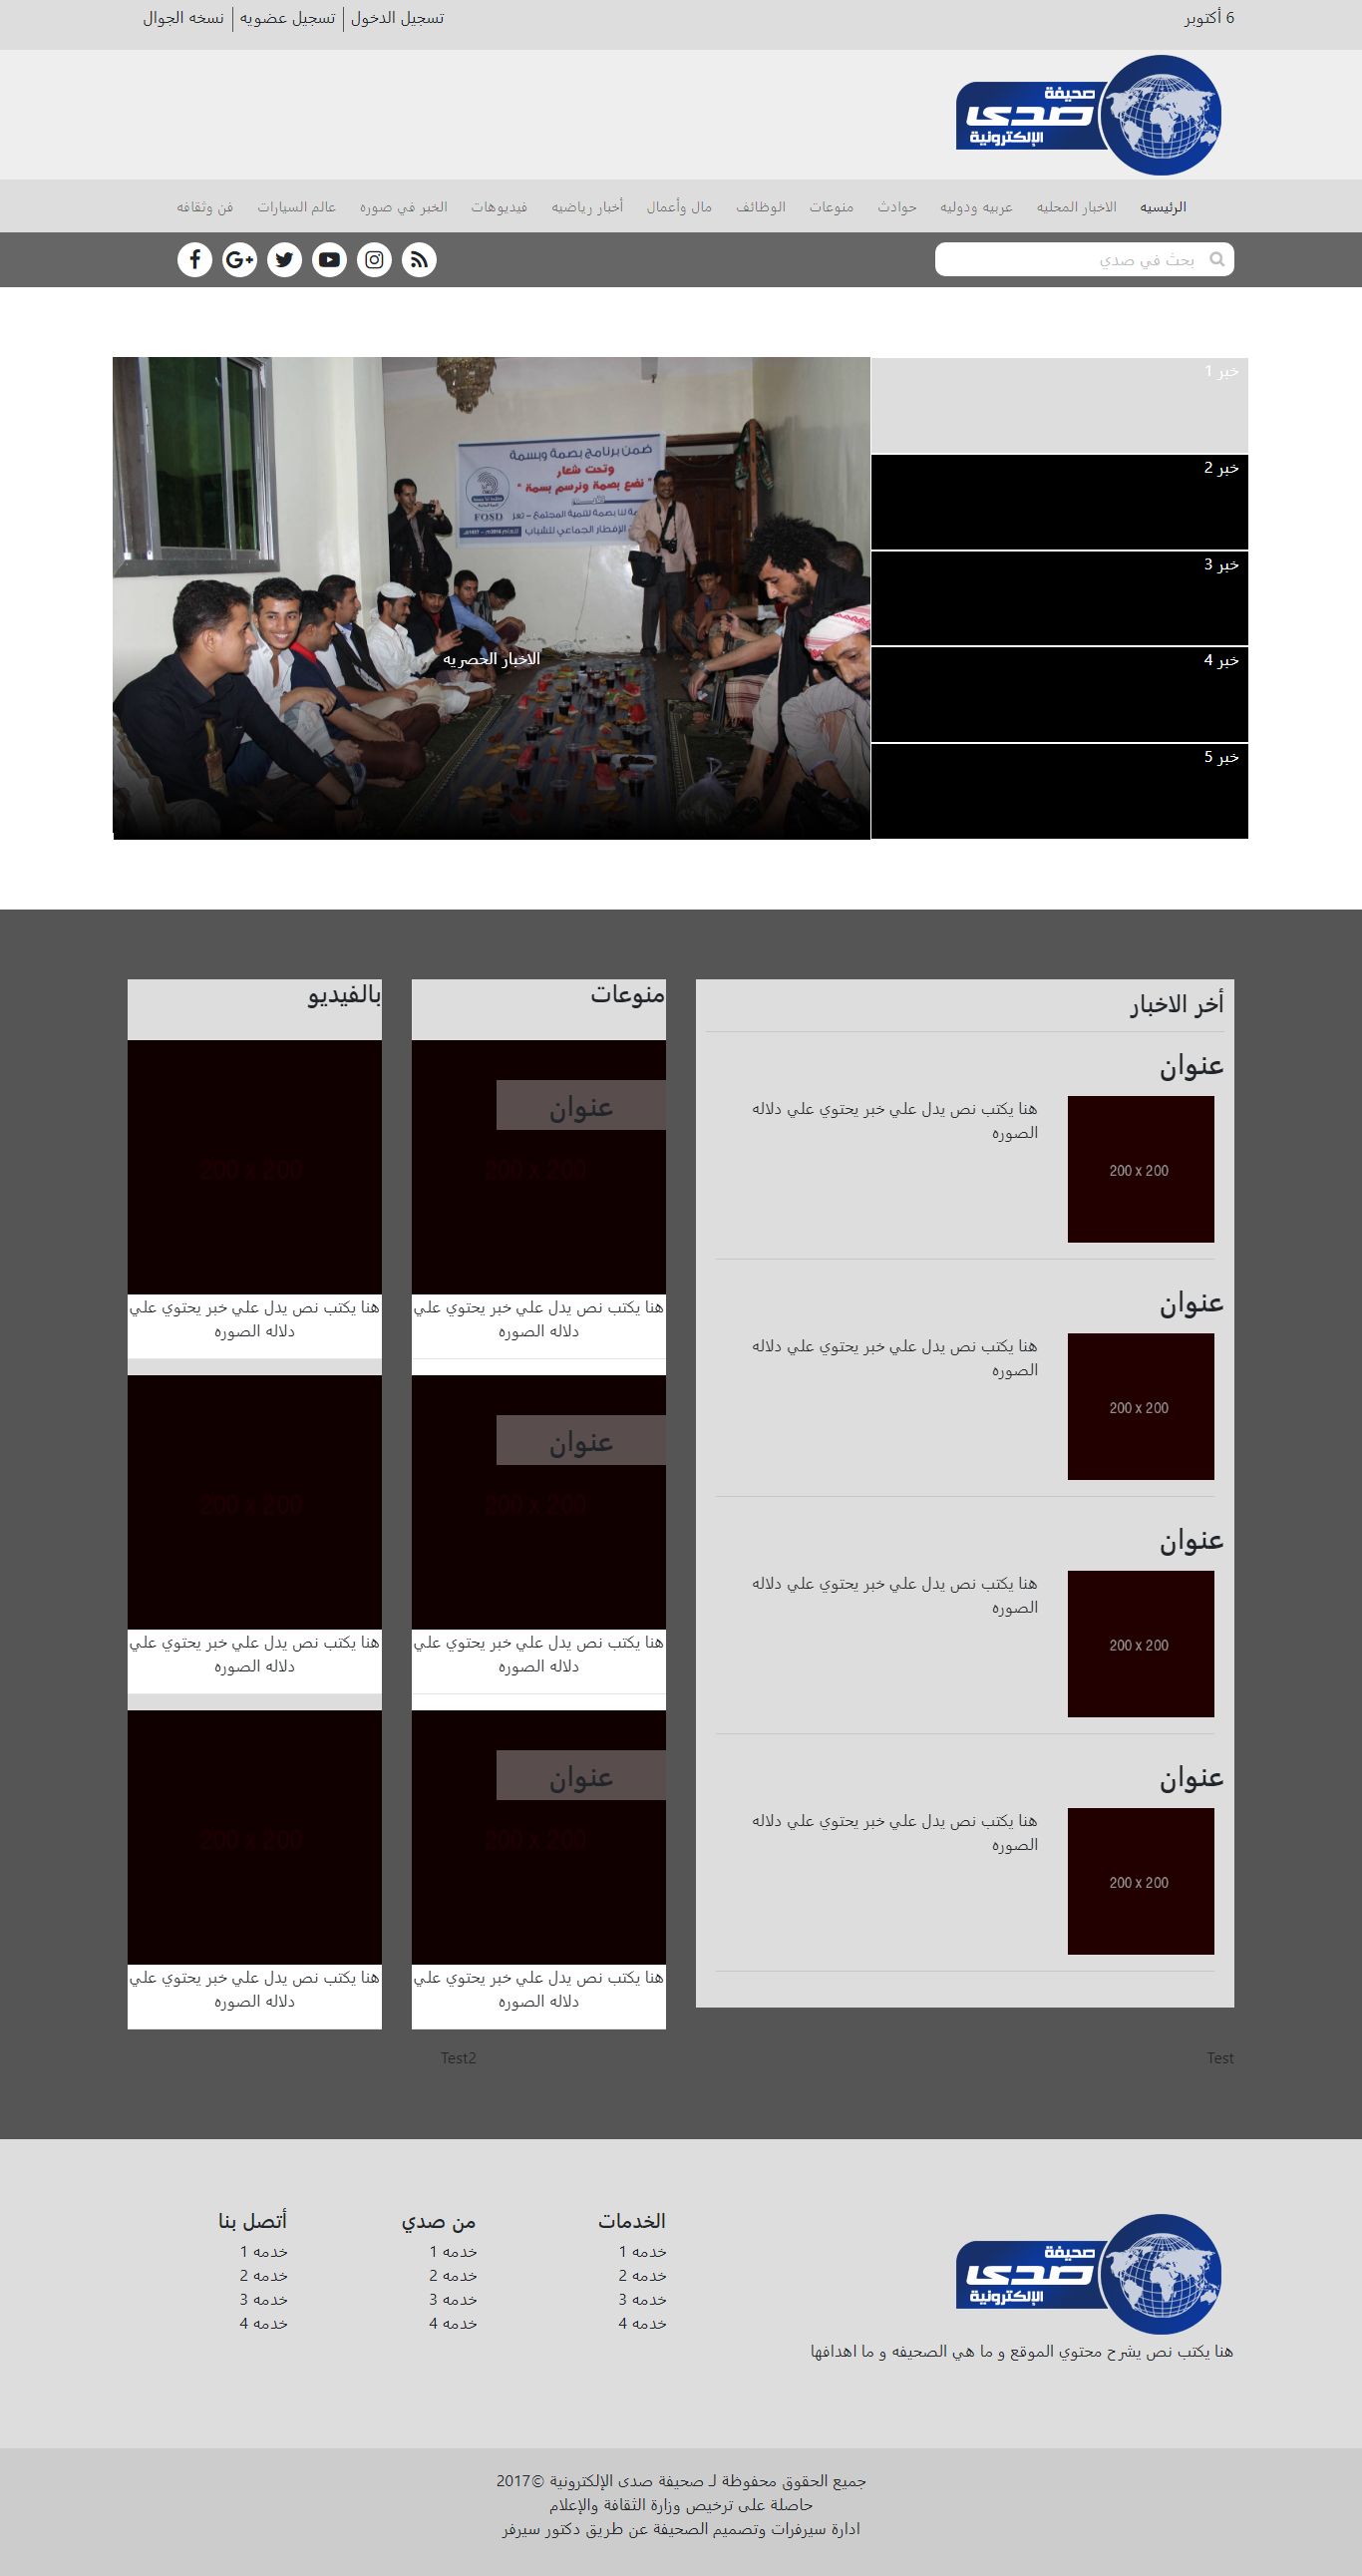 6 أكتوبر
تسجيل الدخول
تسجيل عضويه
نسخه الجوال
صحيفة
صدى
الإلكترونية
الرئيسيه
الاخبار المحليه
عربيه ودوليه
حوادث
منوعات
الوظائف
مال وأعمال
أخبار رياضيه
فيديوهات
الخبر في صوره
عالم السيارات
فن وثقافه
بحث في صدي
خبر 1
خبر 2
خبر 3
خبر 4
خبر 5
ضمن برنامج بصمة وبسمة
وتحت شعار
" نضع بصمة ونرسم بسمة "
FOSD
لنا بصمة للتنمية المجتمع - تعز
الإفطار الجماعي للشباب
الاخبار الحصريه
أخر الاخبار
عنوان
200 x 200
هنا يكتب نص يدل علي خبر يحتوي علي دلاله
الصوره
عنوان
200 x 200
هنا يكتب نص يدل علي خبر يحتوي علي دلاله
الصوره
عنوان
200 x 200
هنا يكتب نص يدل علي خبر يحتوي علي دلاله
الصوره
عنوان
200 x 200
هنا يكتب نص يدل علي خبر يحتوي علي دلاله
الصوره
منوعات
عنوان
200 x 200
هنا يكتب نص يدل علي خبر يحتوي علي
دلاله الصوره
عنوان
200 x 200
هنا يكتب نص يدل علي خبر يحتوي علي
دلاله الصوره
عنوان
200 x 200
هنا يكتب نص يدل علي خبر يحتوي علي
دلاله الصوره
بالفيديو
200 x 200
هنا يكتب نص يدل علي خبر يحتوي علي
دلاله الصوره
200 x 200
هنا يكتب نص يدل علي خبر يحتوي علي
دلاله الصوره
200 x 200
هنا يكتب نص يدل علي خبر يحتوي علي
دلاله الصوره
Test
Test2
صحيفة
صدى
الإلكترونية
هنا يكتب نص يشرح محتوي الموقع و ما هي الصحيفه و ما اهدافها
الخدمات
خدمه 1
خدمه 2
خدمه 3
خدمه 4
من صدي
خدمه 1
خدمه 2
خدمه 3
خدمه 4
أتصل بنا
خدمه 1
خدمه 2
خدمه 3
خدمه 4
جميع الحقوق محفوظة لـ صحيفة صدى الإلكترونية ©2017
حاصلة على ترخيص وزارة الثقافة والإعلام
ادارة سيرفرات وتصميم الصحيفة عن طريق دكتور سيرفر